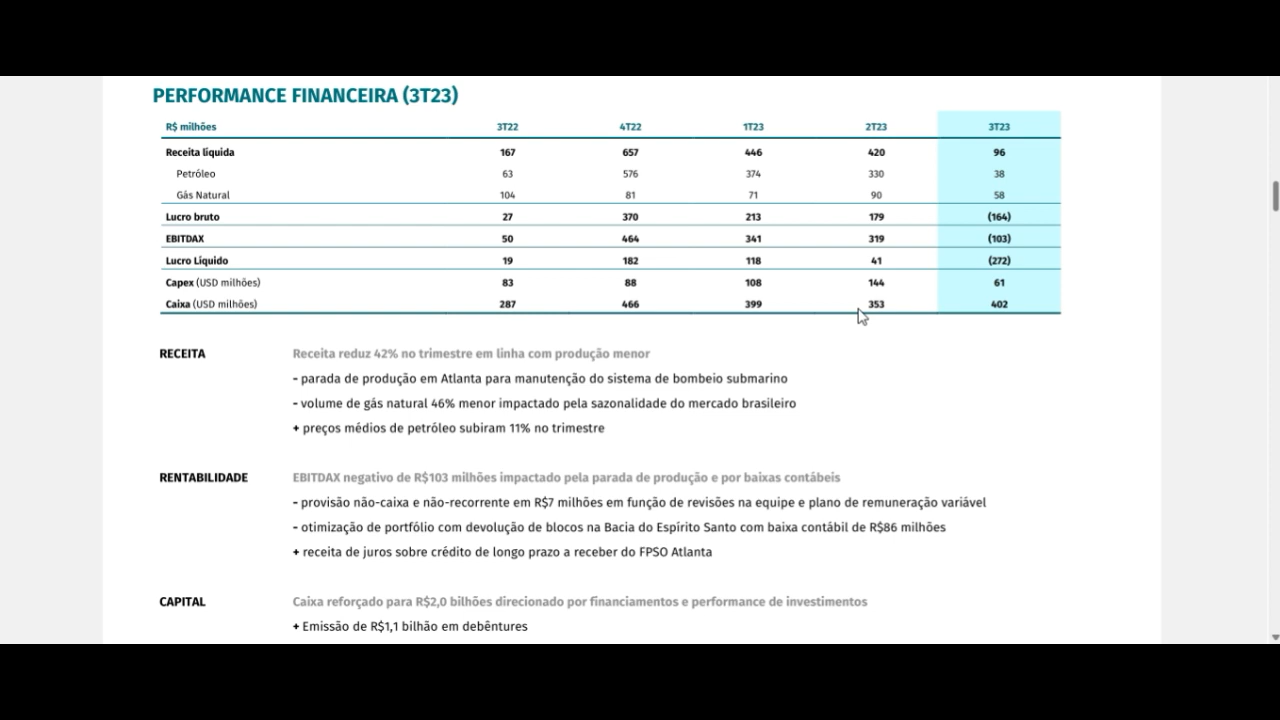 PERFORMANCE FINANCEIRA (3T23)
R$ milhões 3T22 4T22 1T23 2T23 3T23
Receita líquida 167 657 446 420 96
Petróleo 63 576 374 330 38
Gás Natural 104 81 71 90 58
Lucro bruto 27 370 213 179 (164)
EBITDAX 50 464 341 319 (103)
Lucro Líquido 19 182 118 41 (272)
Capex (USD milhões) 83 88 108 144 61
Caixa (USD milhões) 287 466 399 353 402
RECEITA Receita reduz 42% no trimestre em linha com produção menor
- parada de produção em Atlanta para manutenção do sistema de bombeio submarino
- volume de gás natural 46% menor impactado pela sazonalidade do mercado brasileiro
+ preços médios de petróleo subiram 11% no trimestre
RENTABILIDADE EBITDAX negativo de R$103 milhões impactado pela parada de produção e por baixas contábeis
- provisão não-caixa e não-recorrente em R$7 milhões em função de revisões na equipe e plano de remuneração variável
- otimização de portfólio com devolução de blocos na Bacia do Espírito Santo com baixa contábil de R$86 milhões
+ receita de juros sobre crédito de longo prazo a receber do FPSO Atlanta
CAPITAL Caixa reforçado para R$2,0 bilhões direcionado por financiamentos e performance de investimentos
+ Emissão de R$1,1 bilhão em debêntures